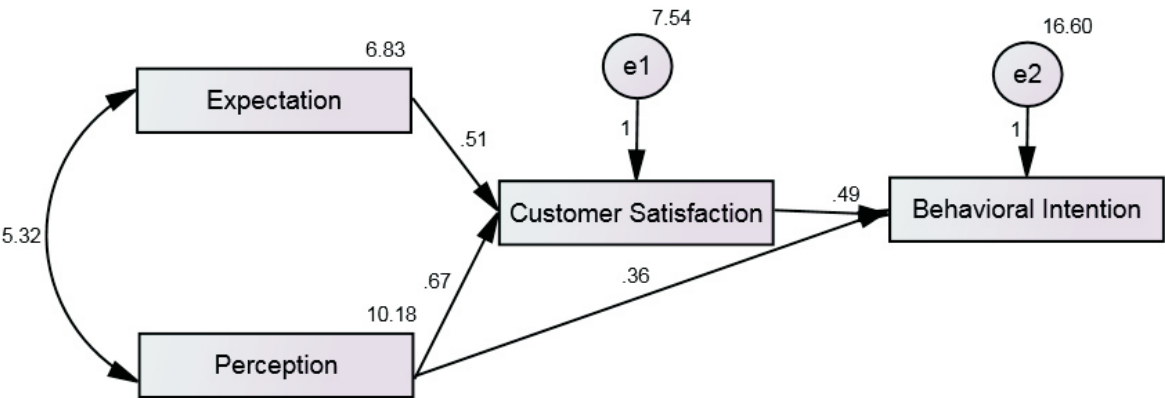 7.54
16.60
6.83
e1
e2
Expectation
1
1
.51
Customer Satisfaction
.49
Behavioral Intention
5.32
.67
.36
10.18
Perception